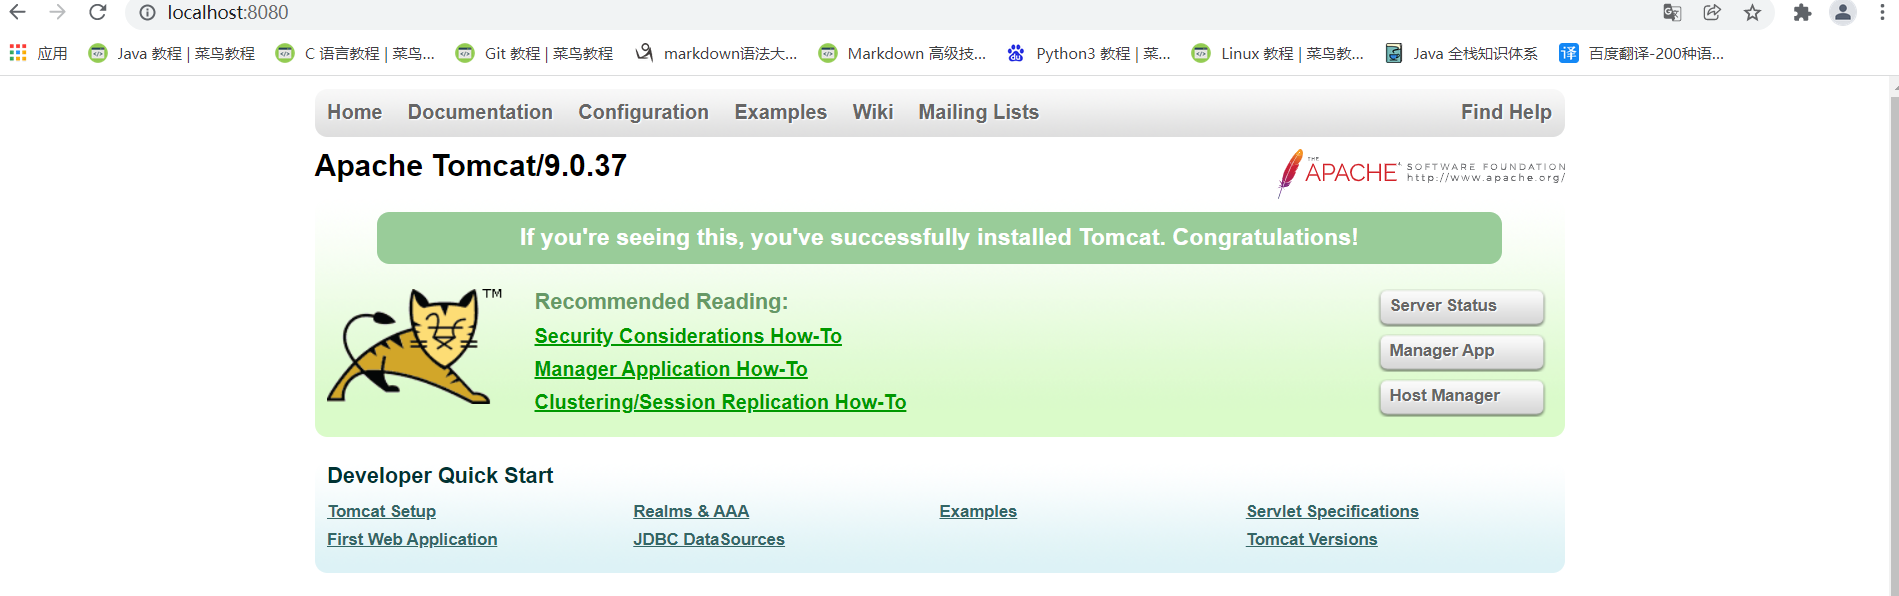 localhost:8080
应用 Java 教程 | 菜鸟教程 C 语言教程 | 菜鸟... Git 教程 | 菜鸟教程 markdown语法大... Markdown 高级技... Python3 教程 | 菜... Linux 教程 | 菜鸟教... Java 全栈知识体系 百度翻译-200种语...
Home Documentation Configuration Examples Wiki Mailing Lists Find Help
Apache Tomcat/9.0.37
THE APACHE SOFTWARE FOUNDATION
http://www.apache.org/
If you're seeing this, you've successfully installed Tomcat. Congratulations!
TM
Recommended Reading:
Security Considerations How-To
Manager Application How-To
Clustering/Session Replication How-To
Server Status
Manager App
Host Manager
Developer Quick Start
Tomcat Setup Realms & AAA Examples Servlet Specifications
First Web Application JDBC DataSources Tomcat Versions